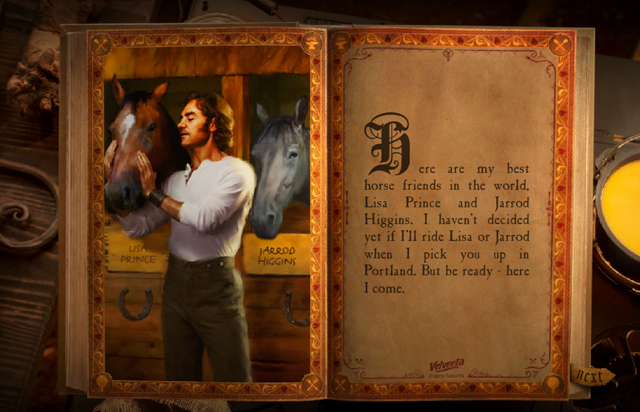 LISA
PRINCE
JARROD
HIGGINS
Here are my best
horse friends in the world,
Lisa Prince and Jarrod
Higgins. I haven't decided
yet if I'll ride Lisa or Jarrod
when I pick you up in
Portland. But be ready - here
I come.
Velveeta
next